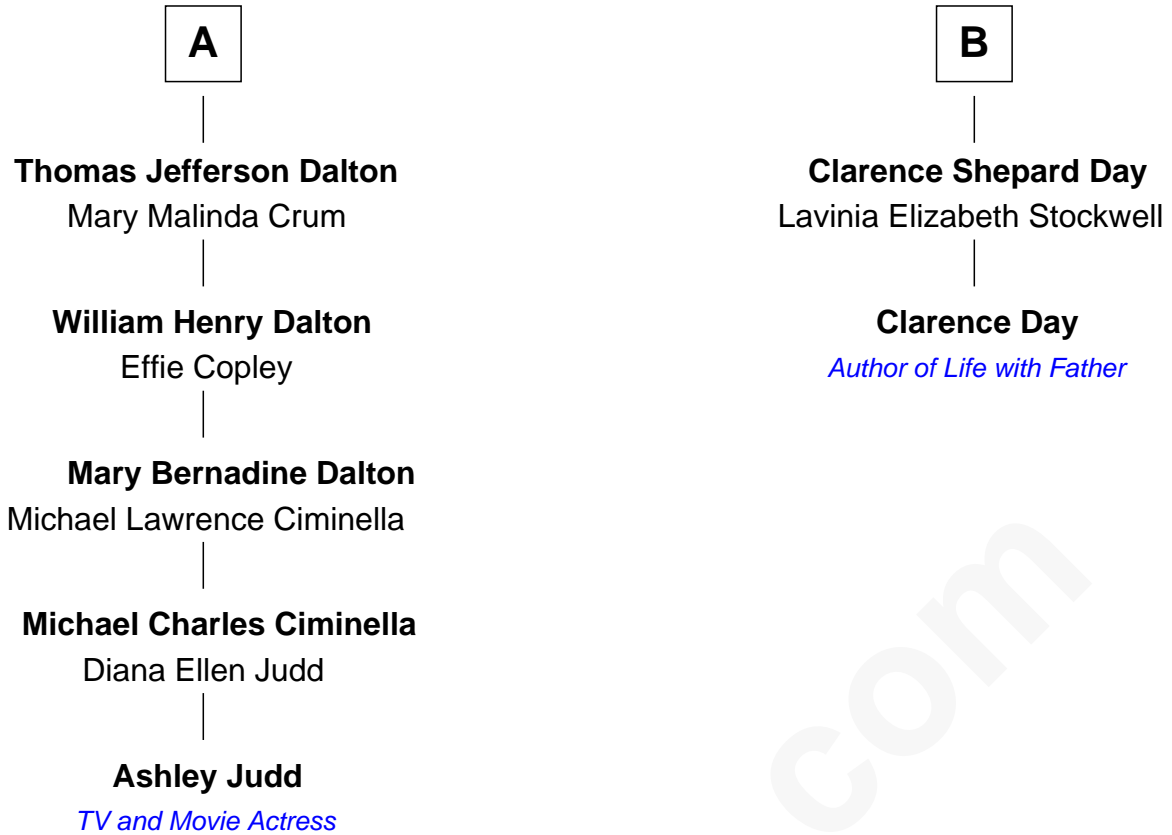 A
Thomas Jefferson Dalton
Mary Malinda Crum
William Henry Dalton
Effie Copley
Mary Bernadine Dalton
Michael Lawrence Ciminella
Michael Charles Ciminella
Diana Ellen Judd
Ashley Judd
TV and Movie Actress
B
Clarence Shepard Day
Lavinia Elizabeth Stockwell
Clarence Day
Author of Life with Father
com